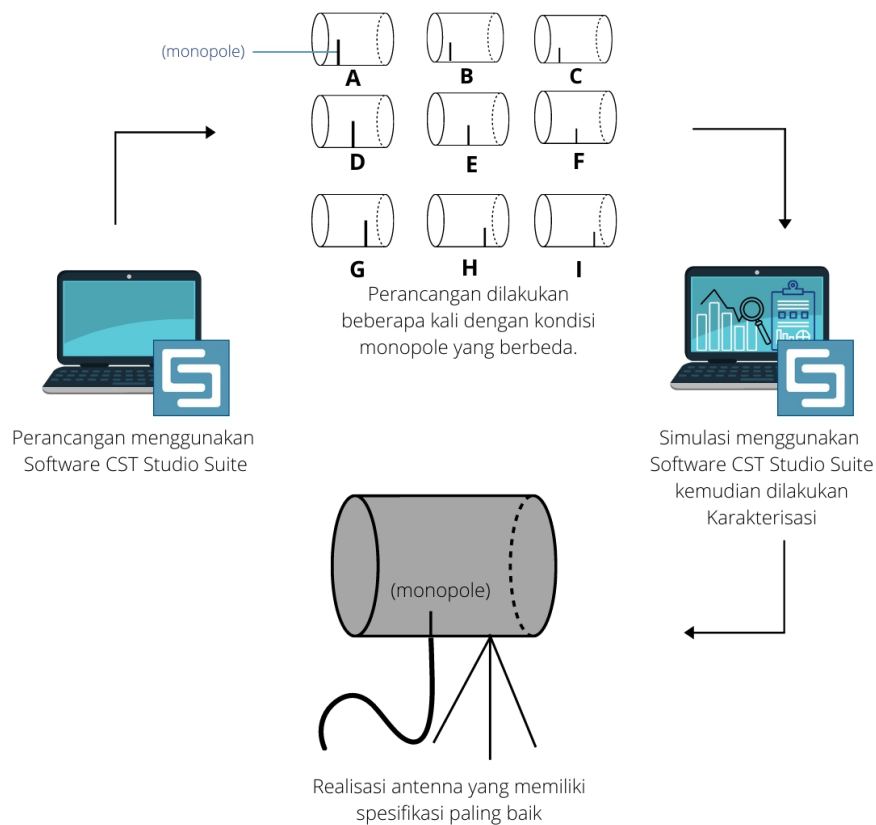 (monopole)
A
B
C
D
E
F
G
H
I
Perancangan dilakukan
beberapa kali dengan kondisi
monopole yang berbeda.
Perancangan menggunakan
Software CST Studio Suite
Simulasi menggunakan
Software CST Studio Suite
kemudian dilakukan
Karakterisasi
(monopole)
Realisasi antenna yang memiliki
spesifikasi paling baik